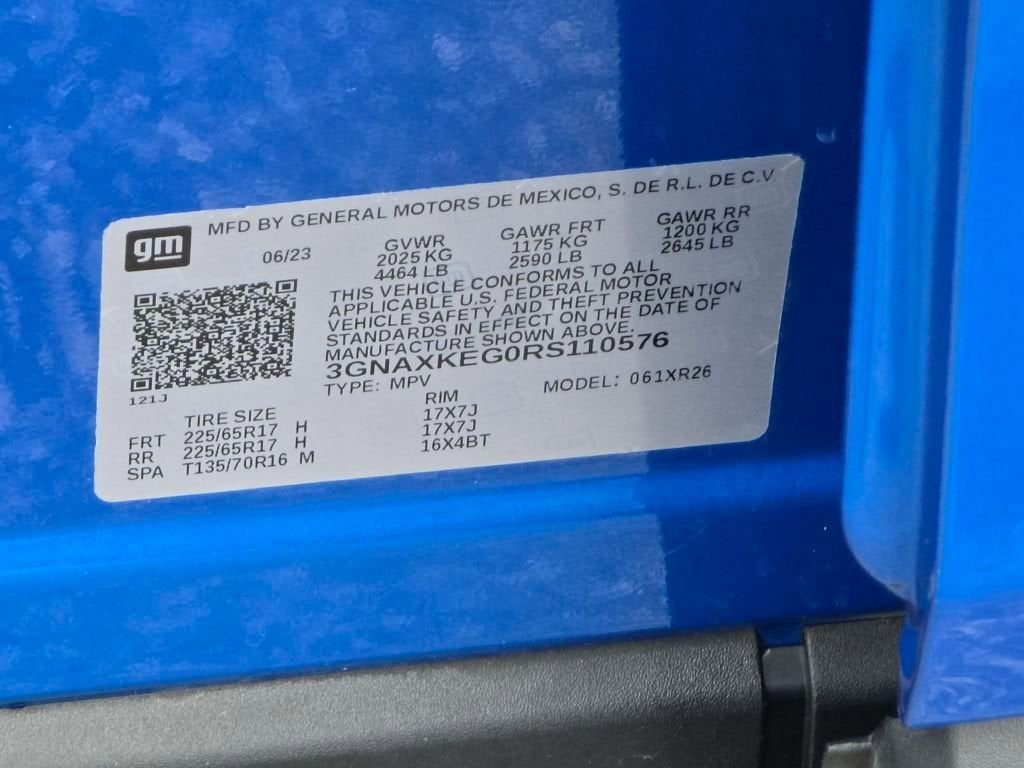 MFD BY GENERAL MOTORS DE MEXICO, S. DE R.L. DE C.V
gm
06/23 GVWR GAWR FRT GAWR RR
2025 KG 1175 KG 1200 KG
4464 LB 2590 LB 2645 LB
THIS VEHICLE CONFORMS TO ALL
APPLICABLE U.S. FEDERAL MOTOR
VEHICLE SAFETY AND THEFT PREVENTION
STANDARDS IN EFFECT ON THE DATE OF
MANUFACTURE SHOWN ABOVE.
3GNAXKEG0RS110576
TYPE: MPV MODEL: 061XR26
121J
TIRE SIZE RIM
FRT 225/65R17 H 17X7J
RR 225/65R17 H 17X7J
SPA T135/70R16 M 16X4BT